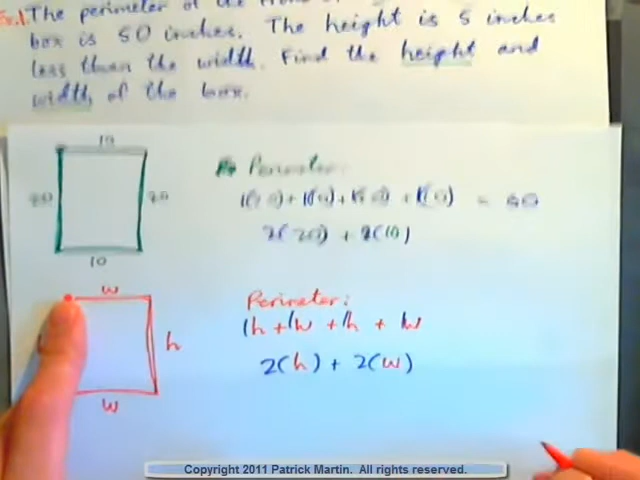 Ex.1 The perimeter of the
box is 50 inches. The height is 5 inches
less than the width. Find the height and
width of the box.
10
20
20
10
Perimeter:
2(20) + 2(10)
w
h
w
Perimeter:
1h + 1w + 1h + 1w
2(h) + 2(w)
Copyright 2011 Patrick Martin. All rights reserved.